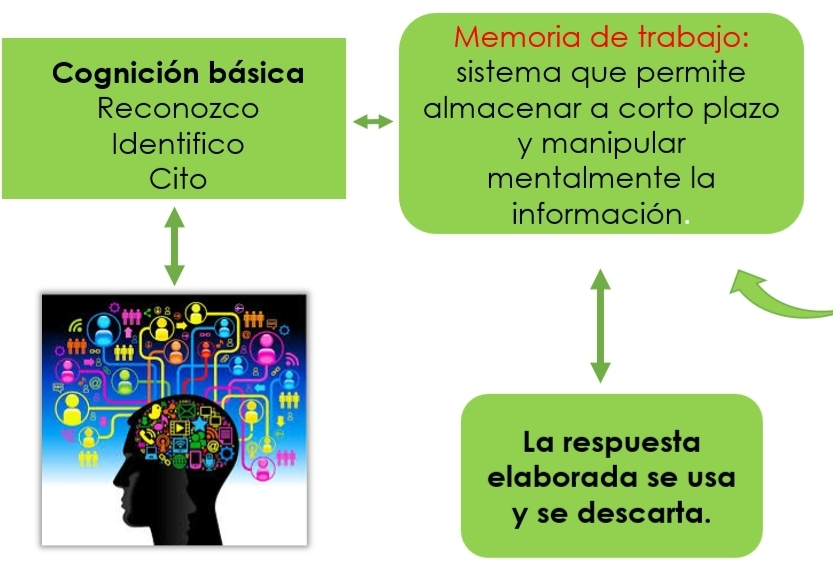 Cognición básica
Reconozco
Identifico
Cito
Memoria de trabajo:
sistema que permite
almacenar a corto plazo
y manipular
mentalmente la
información.
La respuesta
elaborada se usa
y se descarta.